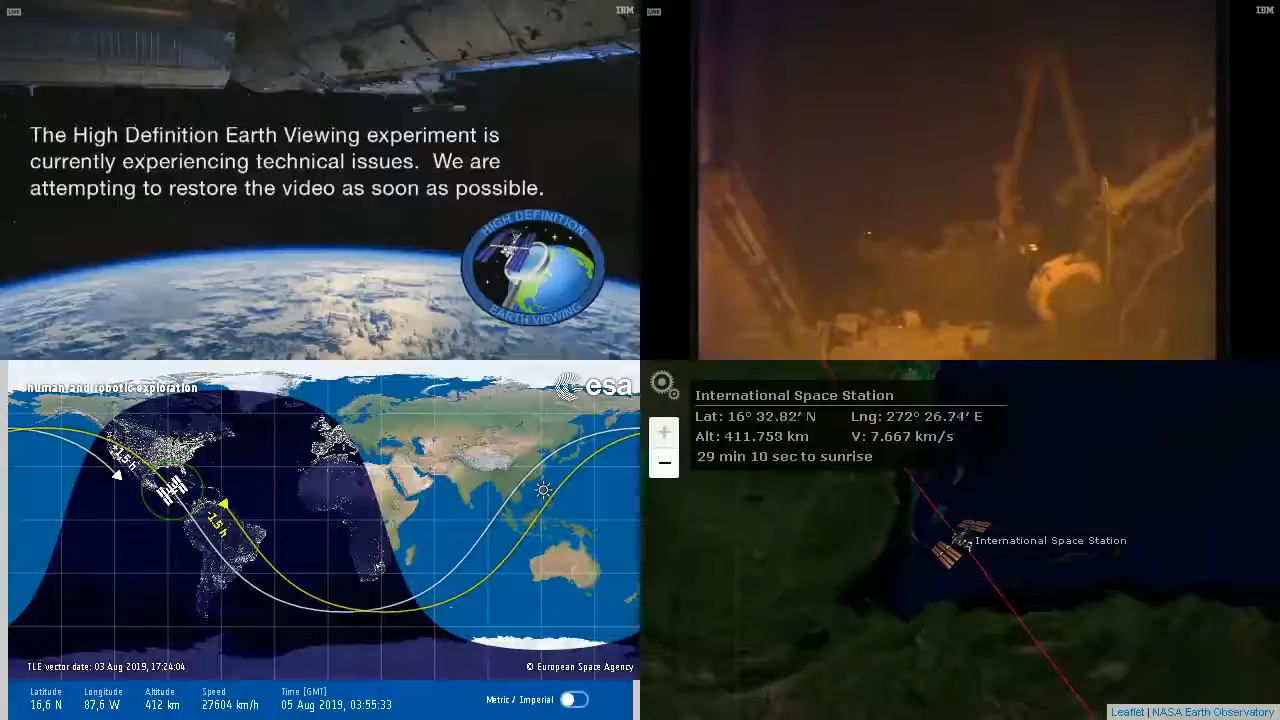 LIVE
IBM
The High Definition Earth Viewing experiment is
currently experiencing technical issues.  We are
attempting to restore the video as soon as possible.
HIGH DEFINITION
EARTH VIEWING
LIVE
IBM
human and robotic exploration
esa
-1.5 h
TLE vector date: 03 Aug 2019, 17:24:04
© European Space Agency
Latitude Longitude Altitude Speed Time [GMT]
16,6 N 87,6 W 412 km 27604 km/h 05 Aug 2019, 03:55:33
Metric / Imperial
International Space Station
Lat: 16° 32.82' N Lng: 272° 26.74' E
Alt: 411.753 km V: 7.667 km/s
29 min 10 sec to sunrise
+
−
International Space Station
Leaflet | NASA Earth Observatory